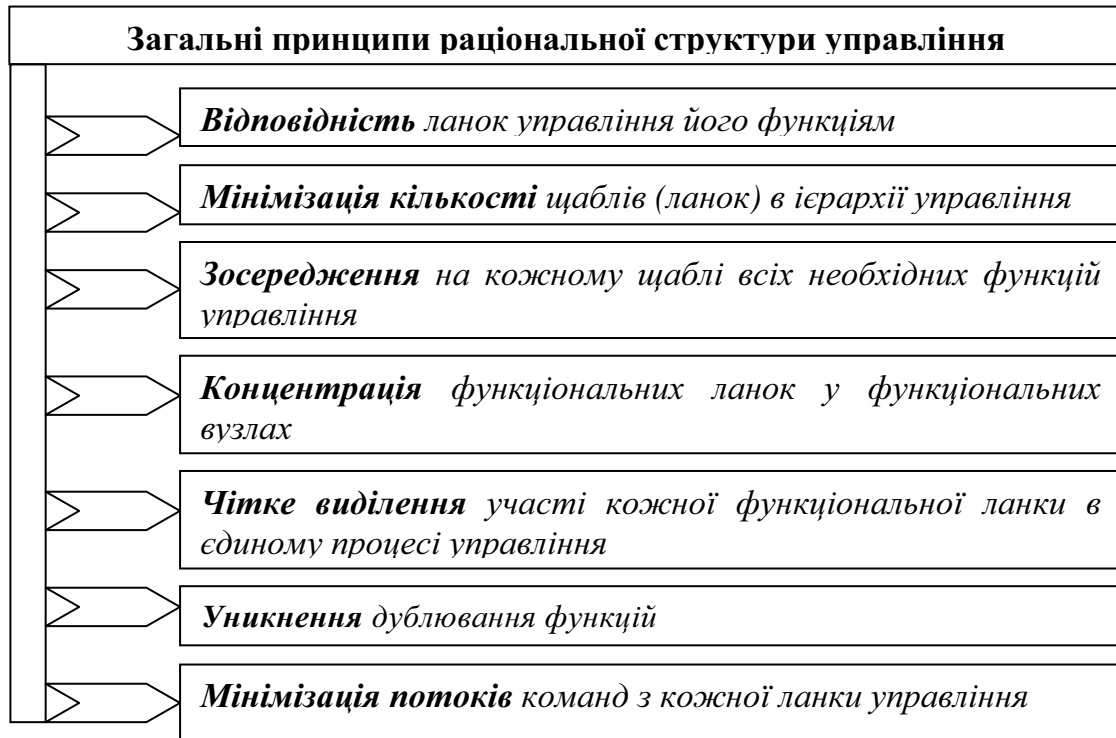 Загальні принципи раціональної структури управління
Відповідність ланок управління його функціям
Мінімізація кількості щаблів (ланок) в ієрархії управління
Зосередження на кожному щаблі всіх необхідних функцій
управління
Концентрація функціональних ланок у функціональних
вузлах
Чітке виділення участі кожної функціональної ланки в
єдиному процесі управління
Уникнення дублювання функцій
Мінімізація потоків команд з кожної ланки управління